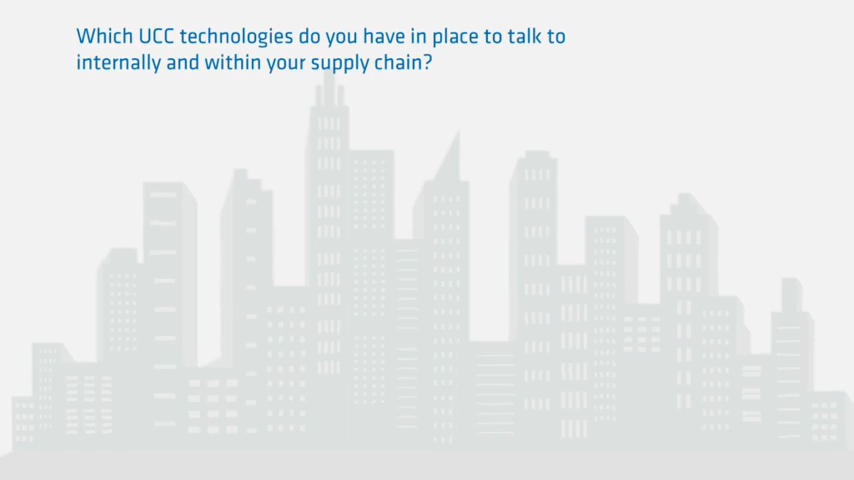 Which UCC technologies do you have in place to talk to
internally and within your supply chain?